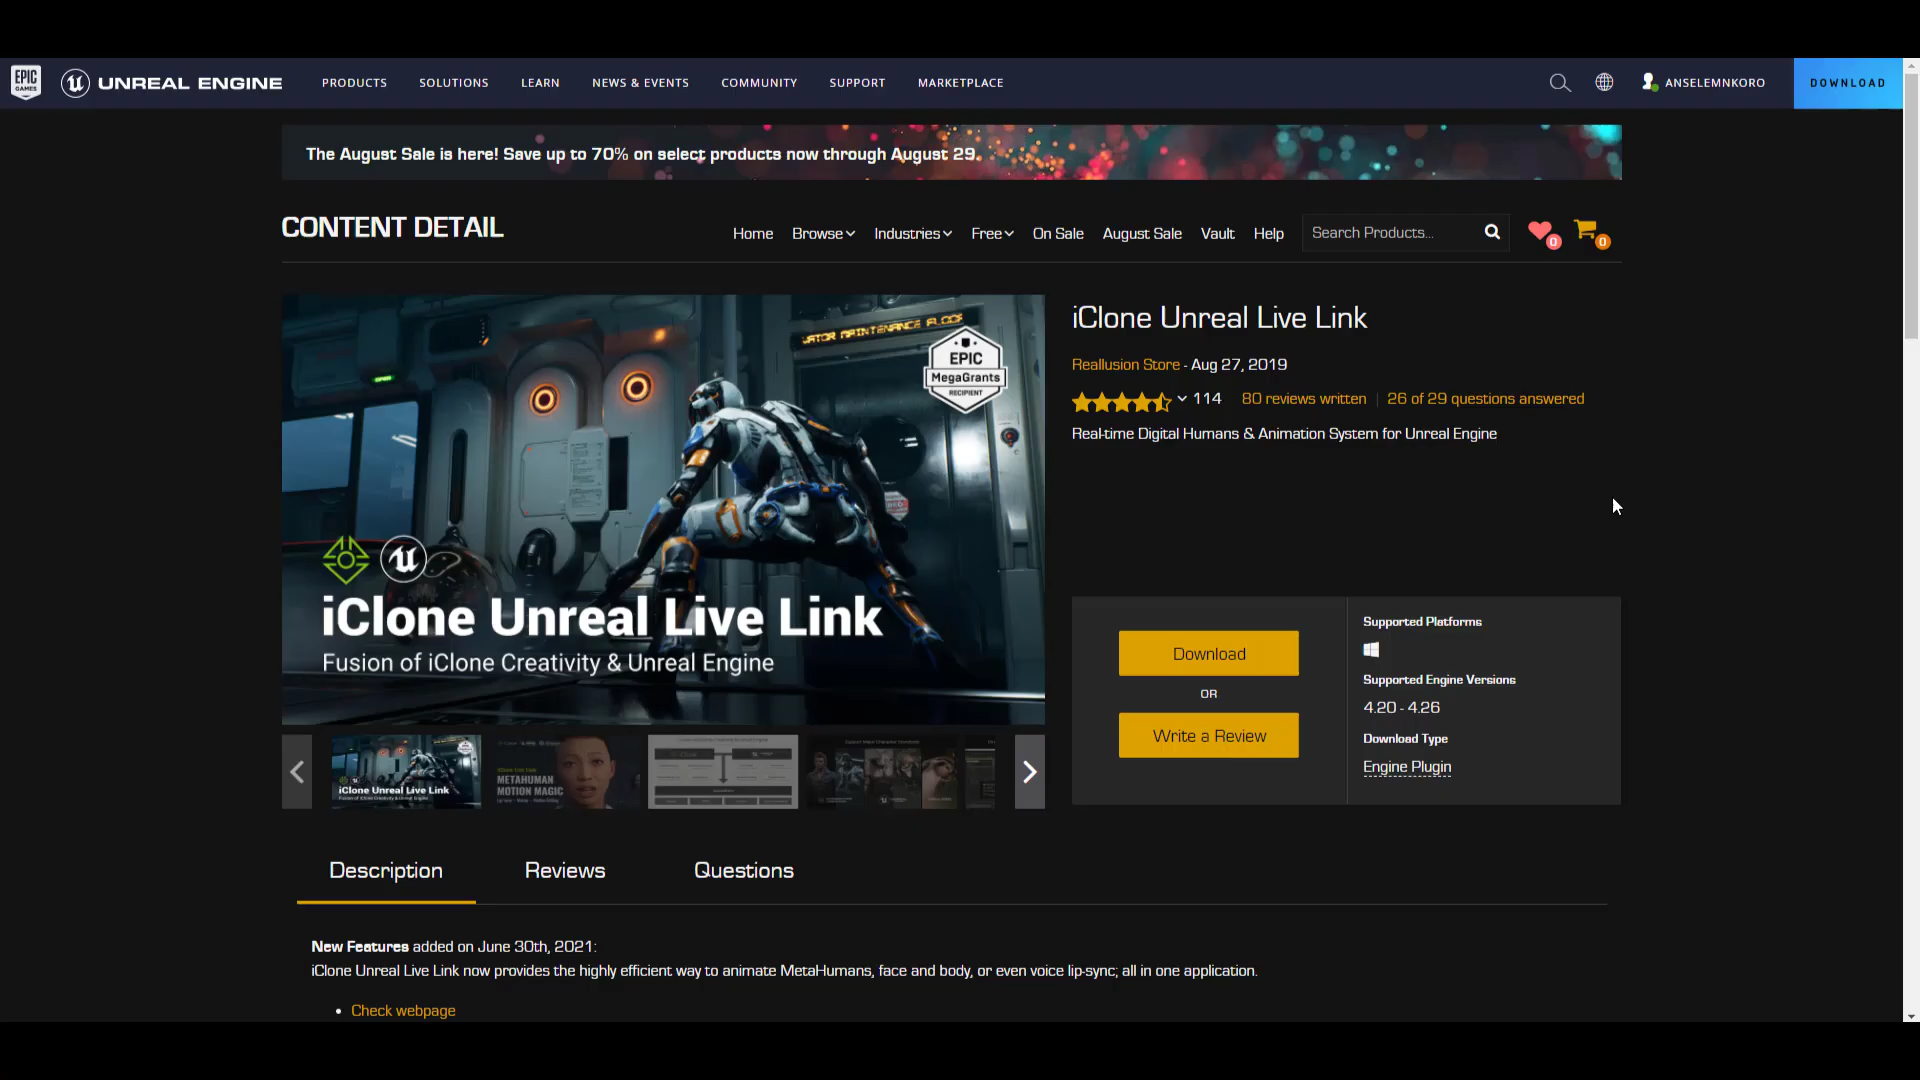 EPIC GAMES
UNREAL ENGINE
PRODUCTS SOLUTIONS LEARN NEWS & EVENTS COMMUNITY SUPPORT MARKETPLACE
ANSELEMNKORO
DOWNLOAD
The August Sale is here! Save up to 70% on select products now through August 29.
CONTENT DETAIL
Home Browse Industries Free On Sale August Sale Vault Help
Search Products...
0
0
EPIC
MegaGrants
RECIPIENT
iClone Unreal Live Link
Fusion of iClone Creativity & Unreal Engine
iClone Unreal Live Link
Reallusion Store - Aug 27, 2019
114 80 reviews written 26 of 29 questions answered
Real-time Digital Humans & Animation System for Unreal Engine
Download
OR
Write a Review
Supported Platforms
Supported Engine Versions
4.20 - 4.26
Download Type
Engine Plugin
iClone Unreal Live Link
METAHUMAN
MOTION MAGIC
Description Reviews Questions
New Features added on June 30th, 2021:
iClone Unreal Live Link now provides the highly efficient way to animate MetaHumans, face and body, or even voice lip-sync; all in one application.
• Check webpage